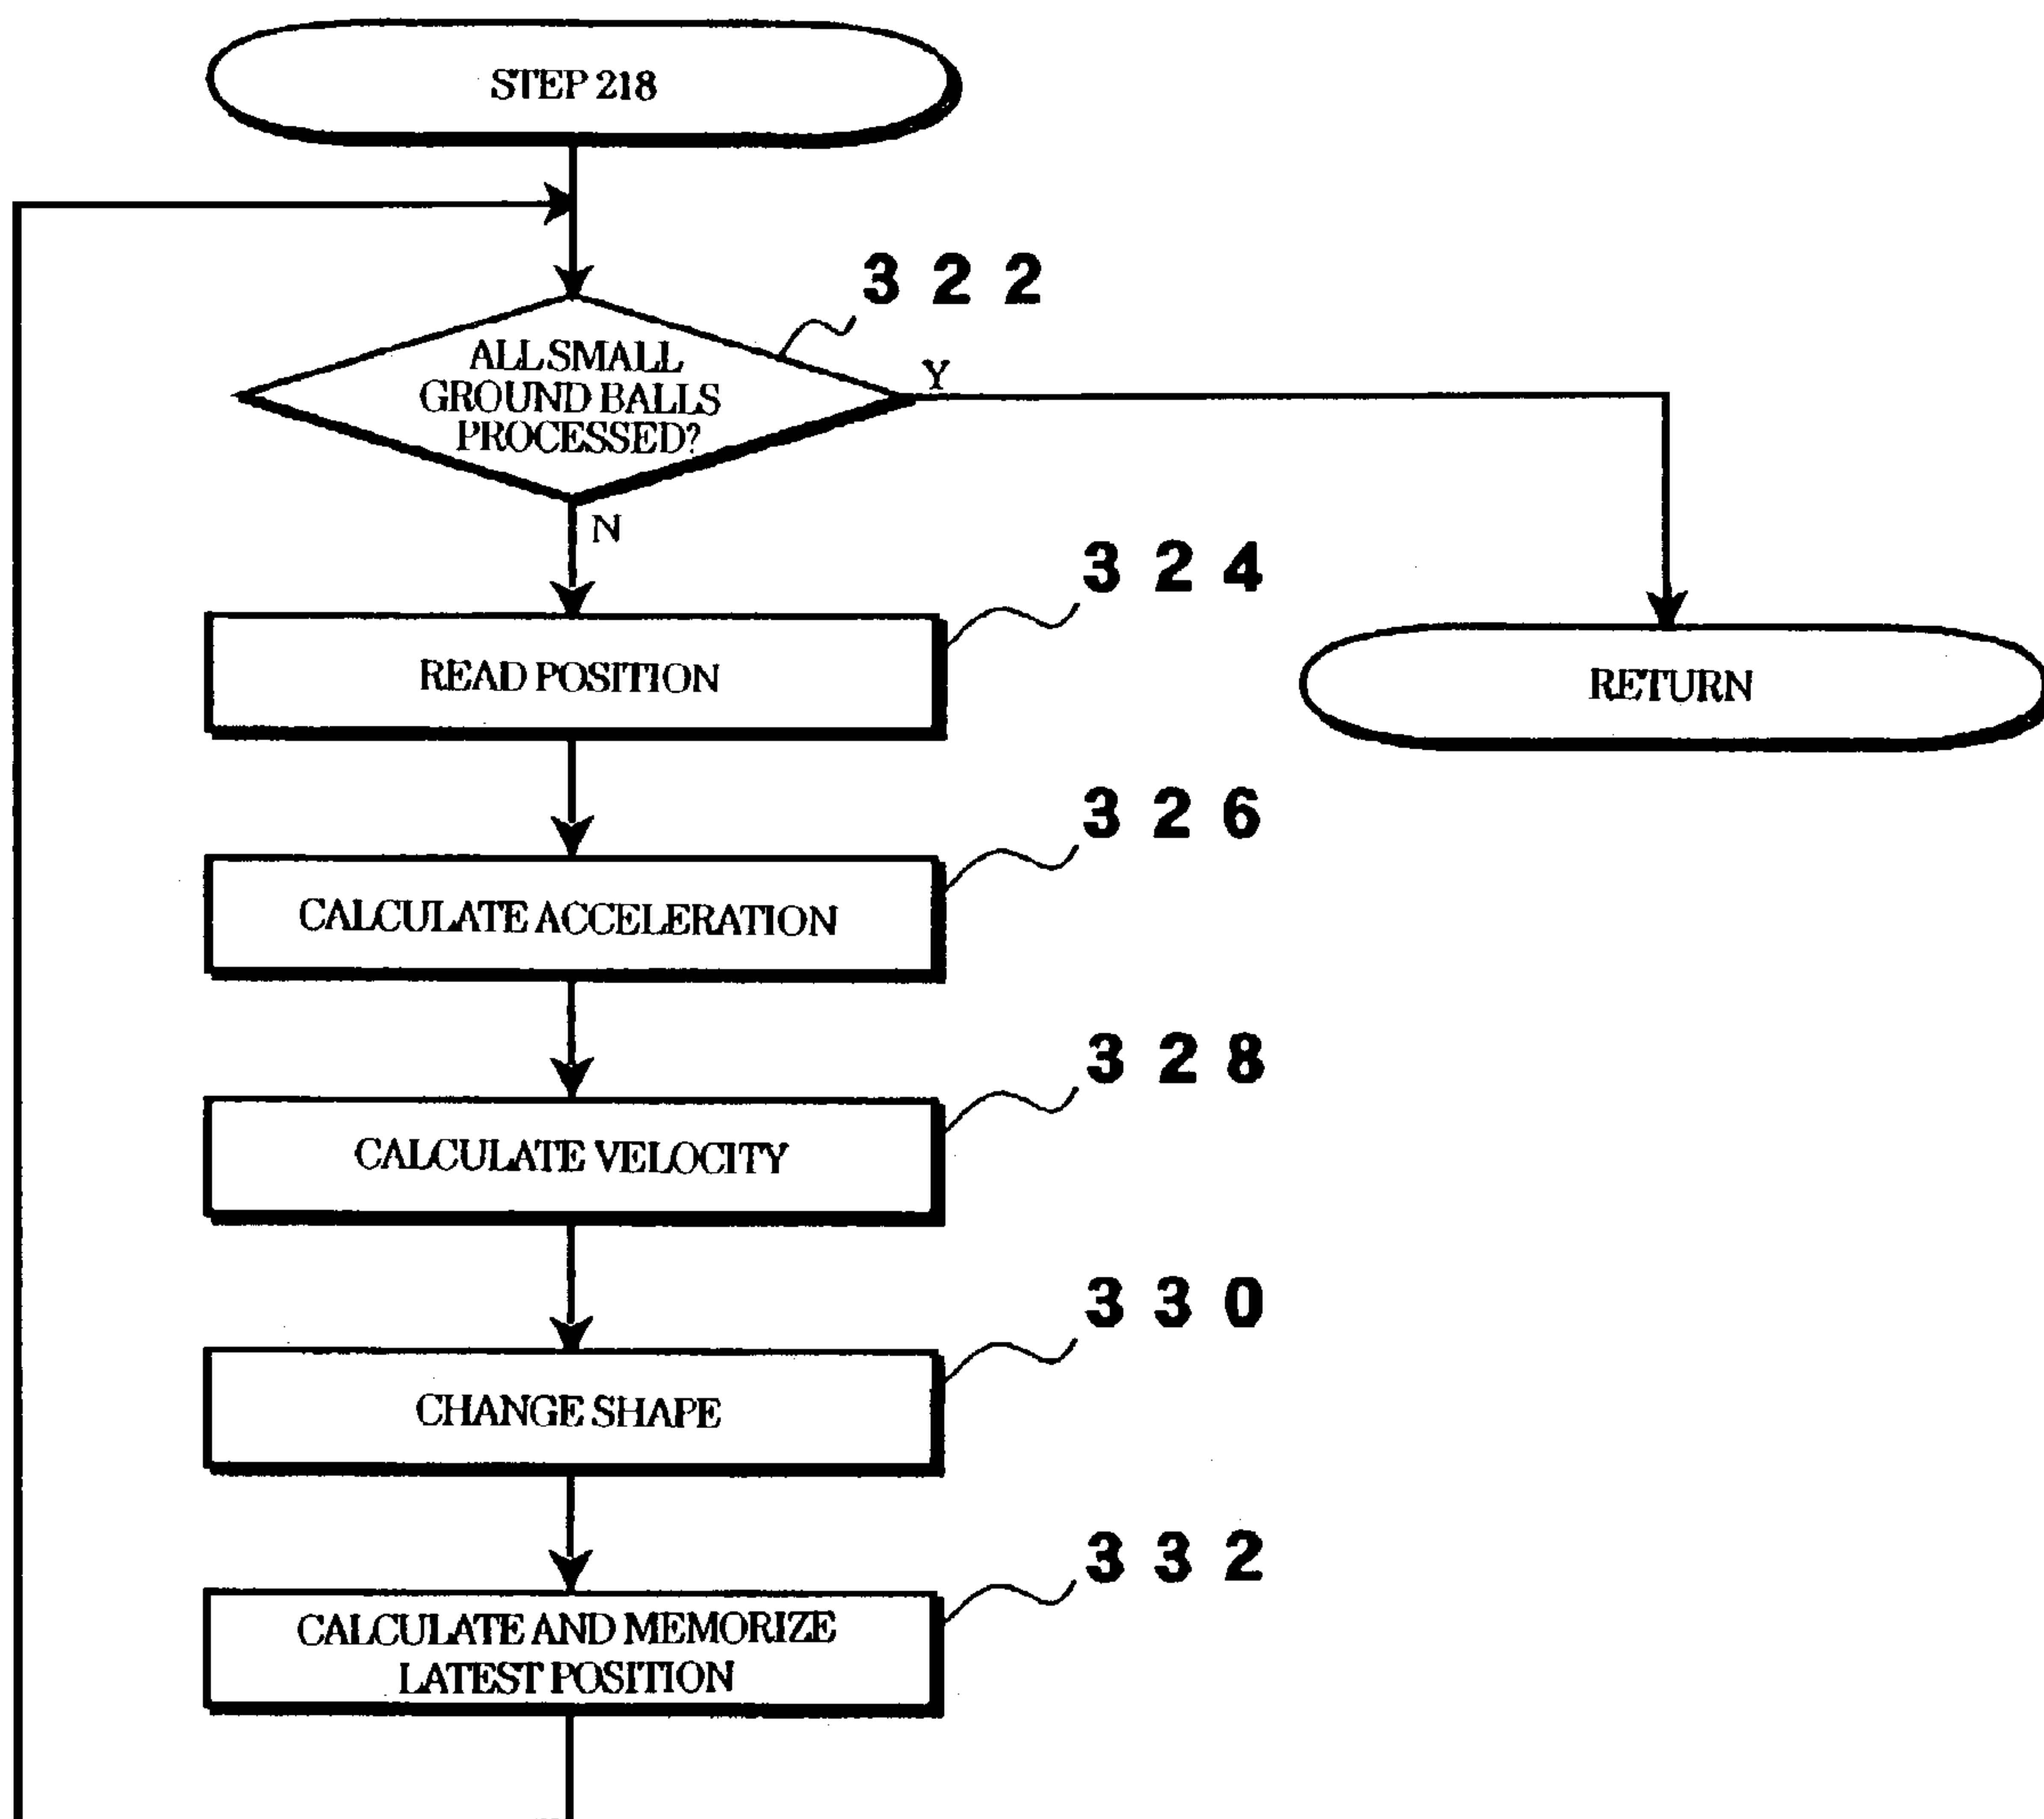 STEP 218
322
ALL SMALL
GROUND BALLS
PROCESSED?
Y
N
324
READ POSITION
RETURN
326
CALCULATE ACCELERATION
328
CALCULATE VELOCITY
330
CHANGE SHAPE
332
CALCULATE AND MEMORIZE
LATEST POSITION